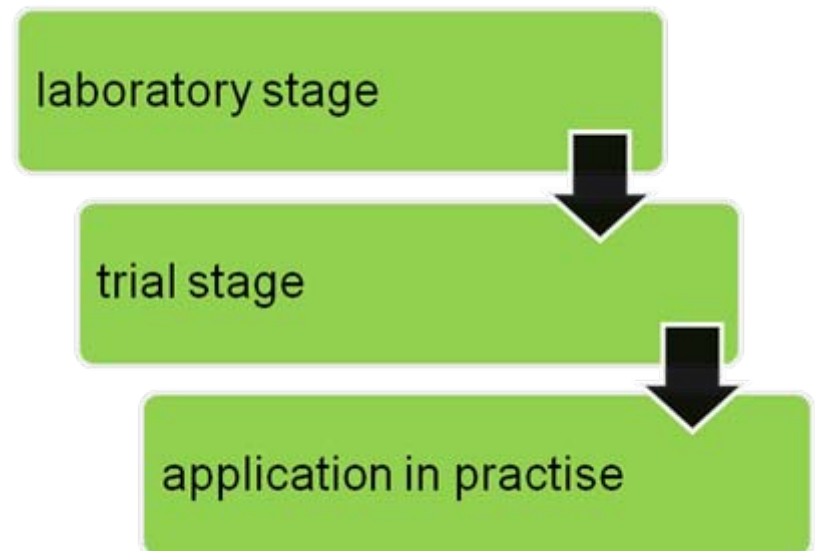 laboratory stage
trial stage
application in practise